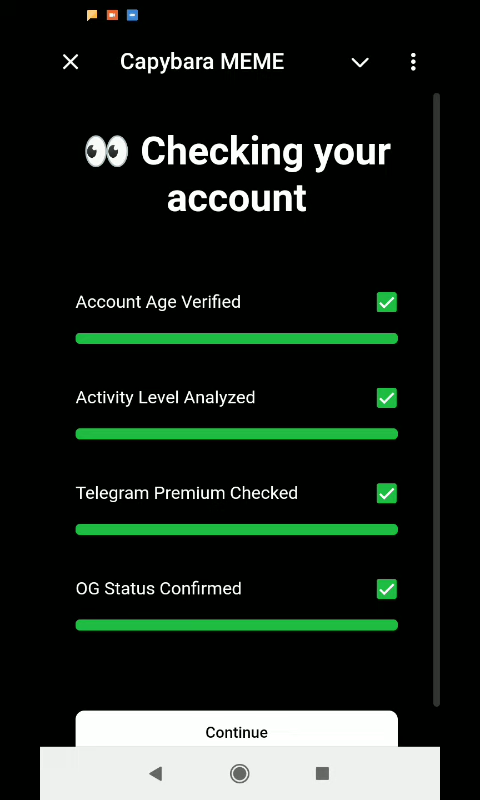 Capybara MEME
👀 Checking your
account
Account Age Verified
Activity Level Analyzed
Telegram Premium Checked
OG Status Confirmed
Continue